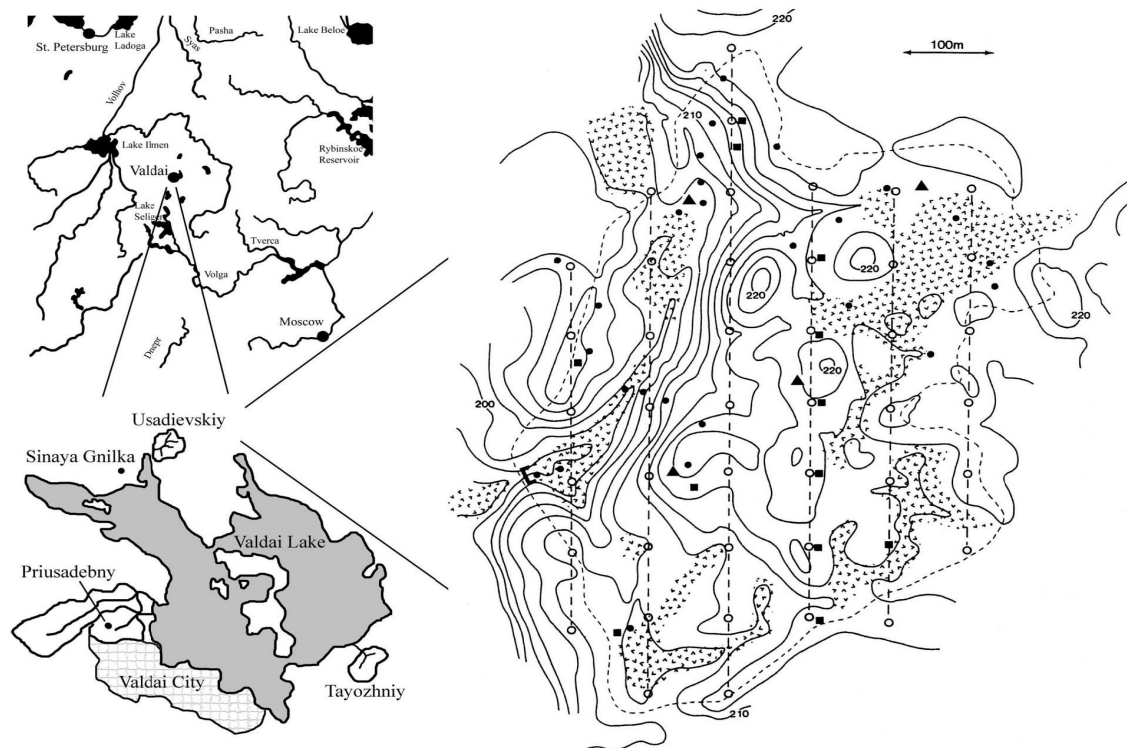 St. Petersburg
Lake
Ladoga
Pasha
Syas
Lake Beloe
Volhov
Lake Ilmen
Rybinskoe
Reservoir
Valdai
Lake
Seliger
Tverca
Volga
Moscow
Dnepr
Usadievskiy
Sinaya Gnilka
Valdai Lake
Priusadebny
Valdai City
Tayozhniy
220
100m
210
220
220
220
220
200
210